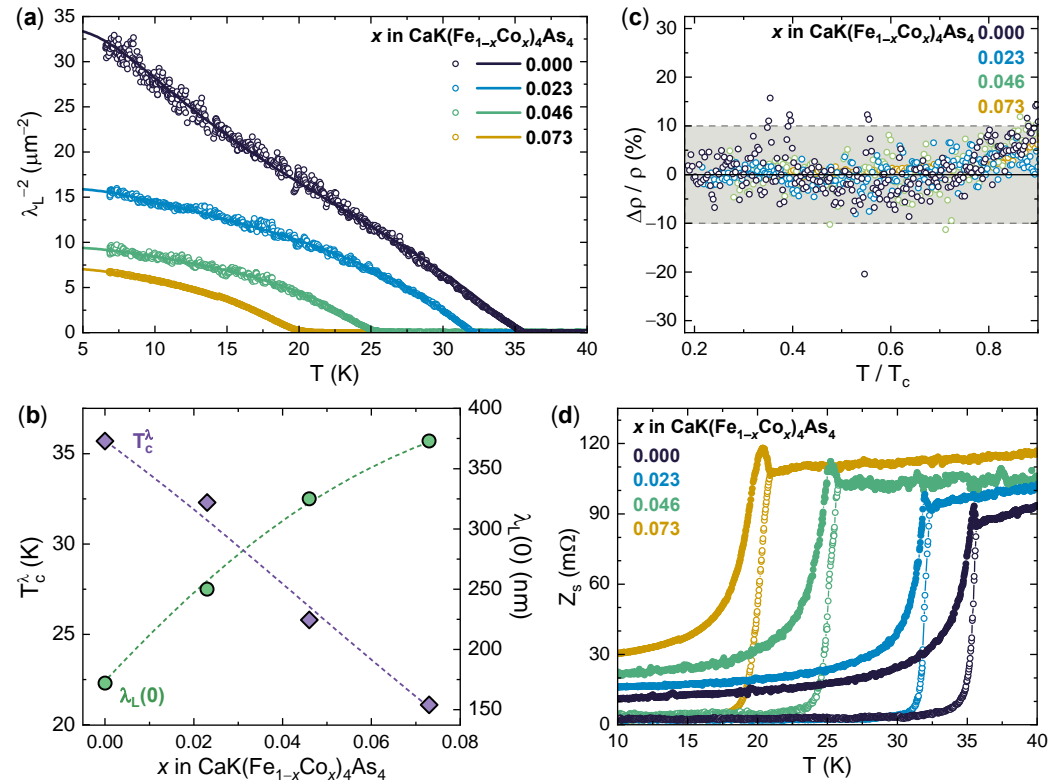 (a)
x in CaK(Fe1−xCox)4As4
0.000
0.023
0.046
0.073
λL−2 (μm−2)
35
30
25
20
15
10
5
0
5 10 15 20 25 30 35 40
T (K)
(c)
x in CaK(Fe1−xCox)4As4
0.000
0.023
0.046
0.073
Δρ / ρ (%)
30
20
10
0
−10
−20
−30
0.2 0.4 0.6 0.8
T / Tc
(b)
Tcλ
λL(0)
Tcλ (K)
35
30
25
20
λL(0) (nm)
400
350
300
250
200
150
0.00 0.02 0.04 0.06 0.08
x in CaK(Fe1−xCox)4As4
(d)
x in CaK(Fe1−xCox)4As4
0.000
0.023
0.046
0.073
Zs (mΩ)
120
90
60
30
0
10 15 20 25 30 35 40
T (K)